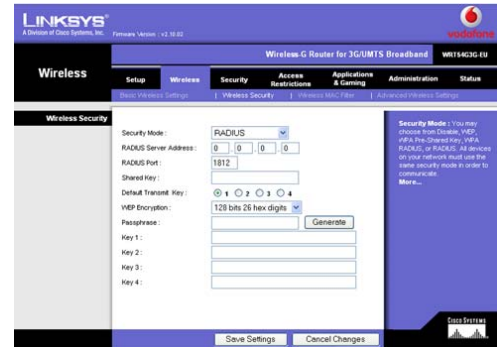 LINKSYS®
A Division of Cisco Systems, Inc.
Firmware Version : v2.10.02
vodafone
Wireless-G Router for 3G/UMTS Broadband
WRT54G3G-EU
Wireless
Setup Wireless Security Access Restrictions Applications & Gaming Administration Status
Basic Wireless Settings | Wireless Security | Wireless MAC Filter | Advanced Wireless Settings
Wireless Security
Security Mode : RADIUS
RADIUS Server Address : 0 . 0 . 0 . 0
RADIUS Port : 1812
Shared Key :
Default Transmit Key : 1 2 3 4
WEP Encryption : 128 bits 26 hex digits
Passphrase : Generate
Key 1 :
Key 2 :
Key 3 :
Key 4 :
Security Mode : You may
choose from Disable, WEP,
WPA Pre-Shared Key, WPA
RADIUS, or RADIUS. All devices
on your network must use the
same security mode in order to
communicate.
More...
Save Settings Cancel Changes
CISCO SYSTEMS